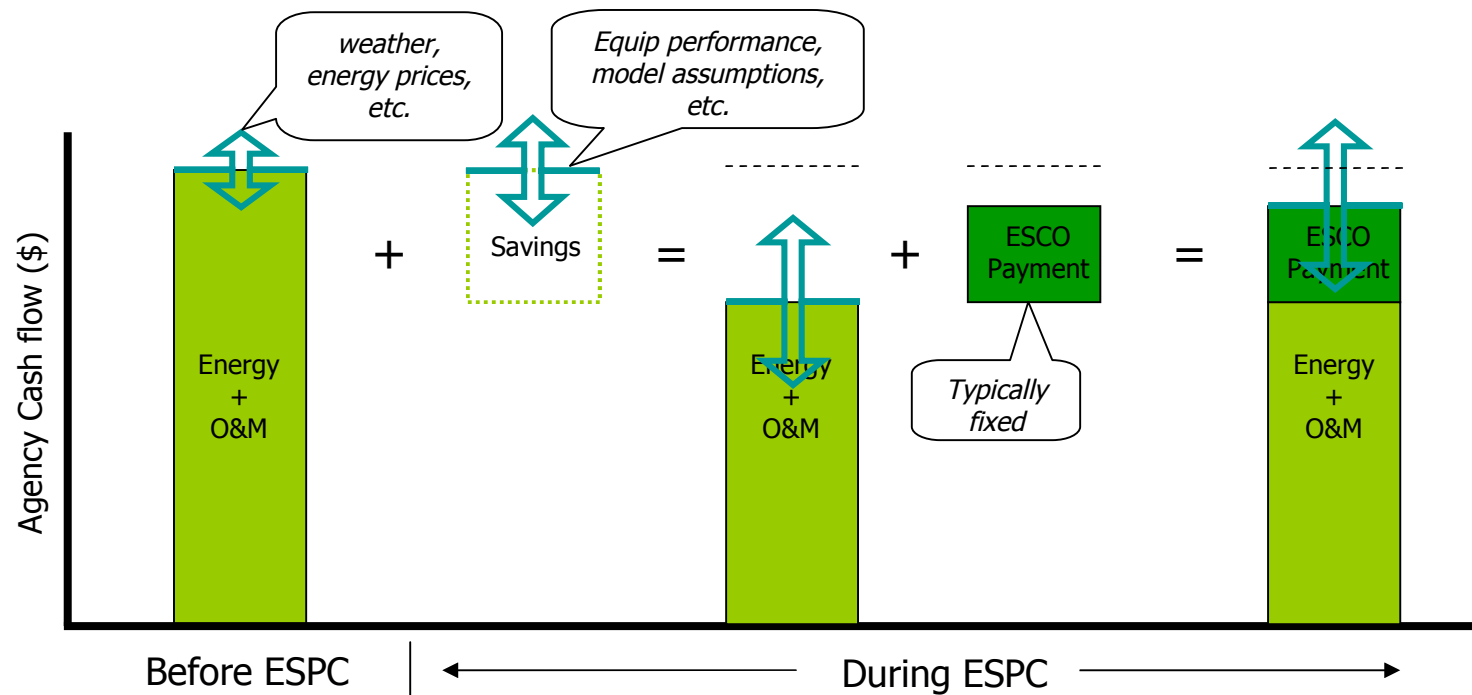 weather,
energy prices,
etc.
Equip performance,
model assumptions,
etc.
Agency Cash flow ($)
Energy
+
O&M
+
Savings
=
Energy
+
O&M
+
ESCO
Payment
Typically
fixed
=
ESCO
Payment
Energy
+
O&M
Before ESPC
During ESPC